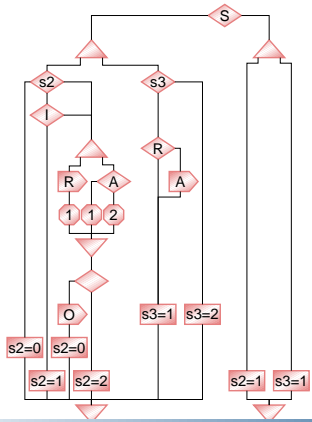 S
s2 s3
I
R
R A A
1 1 2
O
s3=1 s3=2
s2=0 s2=0
s2=1 s2=2 s2=1 s3=1